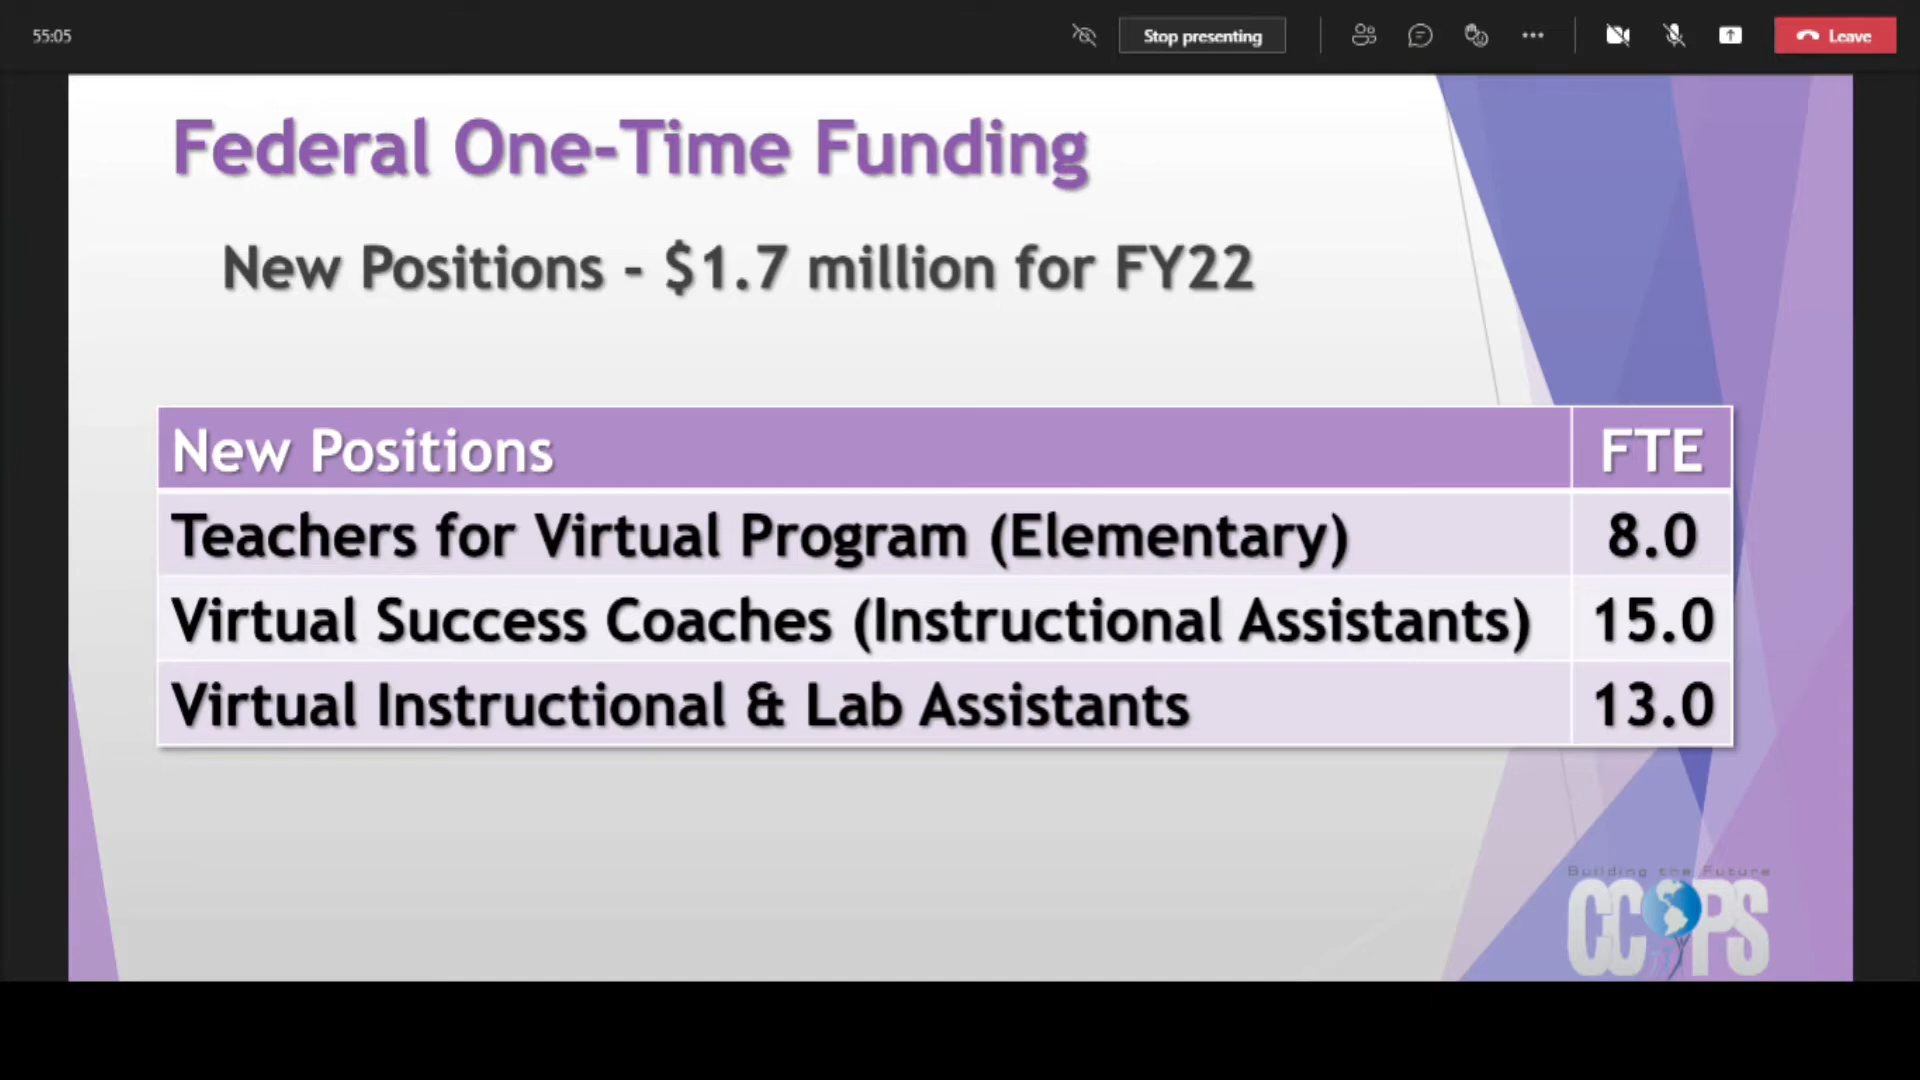 55:05
Stop presenting
Leave
Federal One-Time Funding
New Positions - $1.7 million for FY22
New Positions FTE
Teachers for Virtual Program (Elementary) 8.0
Virtual Success Coaches (Instructional Assistants) 15.0
Virtual Instructional & Lab Assistants 13.0
Building the Future
CCPS